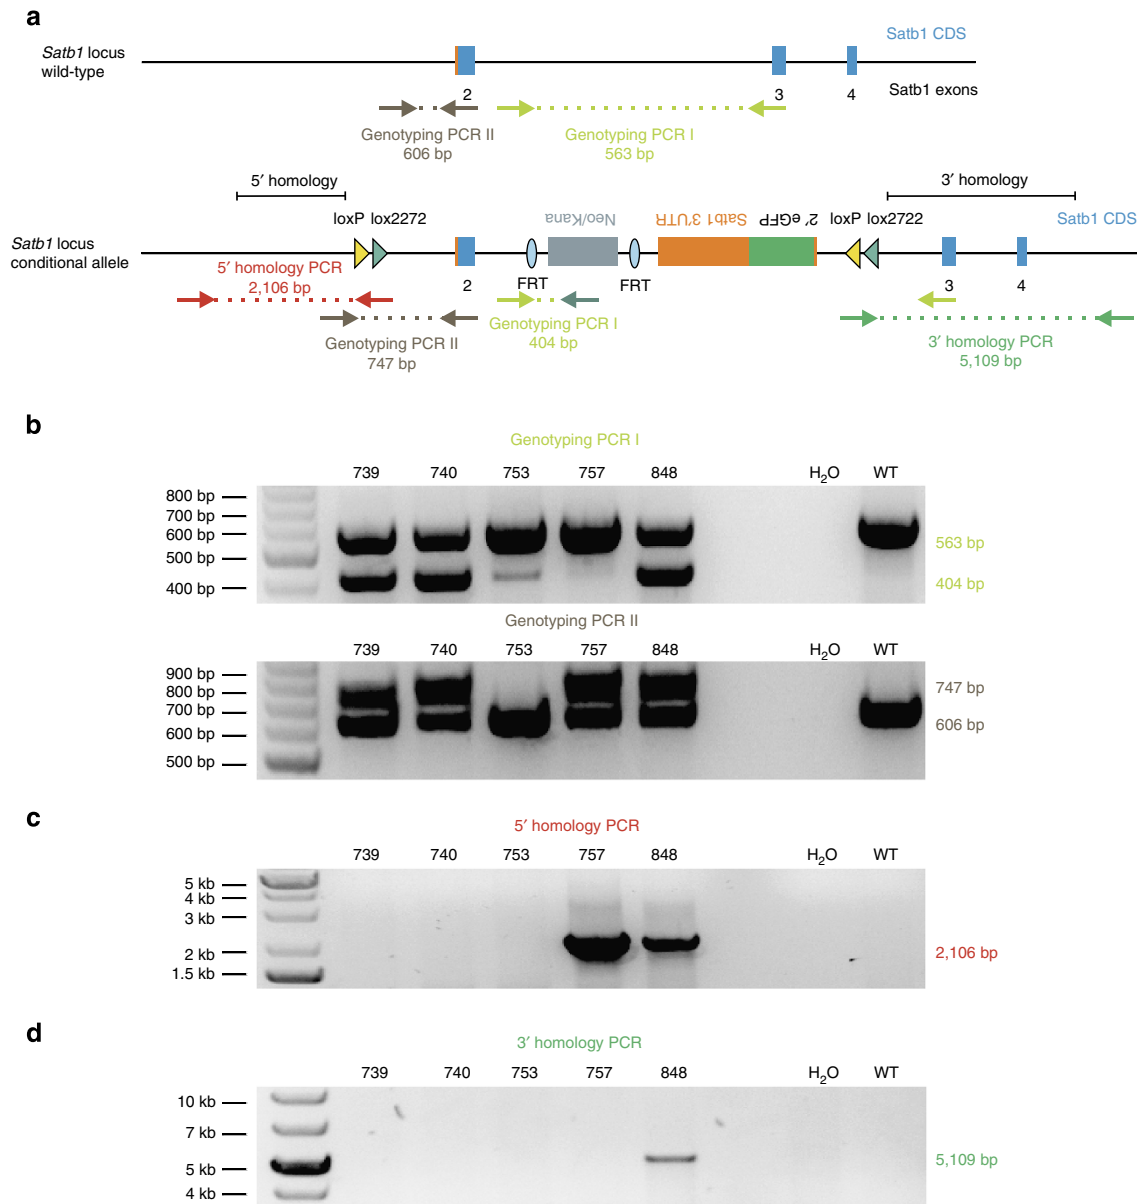 a
Satb1 locus
wild-type
Satb1 CDS
2
3
4
Satb1 exons
Genotyping PCR II
606 bp
Genotyping PCR I
563 bp
5′ homology
3′ homology
loxP lox2272
Neo/Kana
Satb1 3′UTR
2′ eGFP
loxP lox2722
Satb1 CDS
Satb1 locus
conditional allele
5′ homology PCR
2,106 bp
2
FRT
FRT
3
4
Genotyping PCR I
404 bp
Genotyping PCR II
747 bp
3′ homology PCR
5,109 bp
b
Genotyping PCR I
739 740 753 757 848 H2O WT
800 bp
700 bp
600 bp
500 bp
400 bp
563 bp
404 bp
Genotyping PCR II
739 740 753 757 848 H2O WT
900 bp
800 bp
700 bp
600 bp
500 bp
747 bp
606 bp
c
5′ homology PCR
739 740 753 757 848 H2O WT
5 kb
4 kb
3 kb
2 kb
1.5 kb
2,106 bp
d
3′ homology PCR
739 740 753 757 848 H2O WT
10 kb
7 kb
5 kb
4 kb
5,109 bp